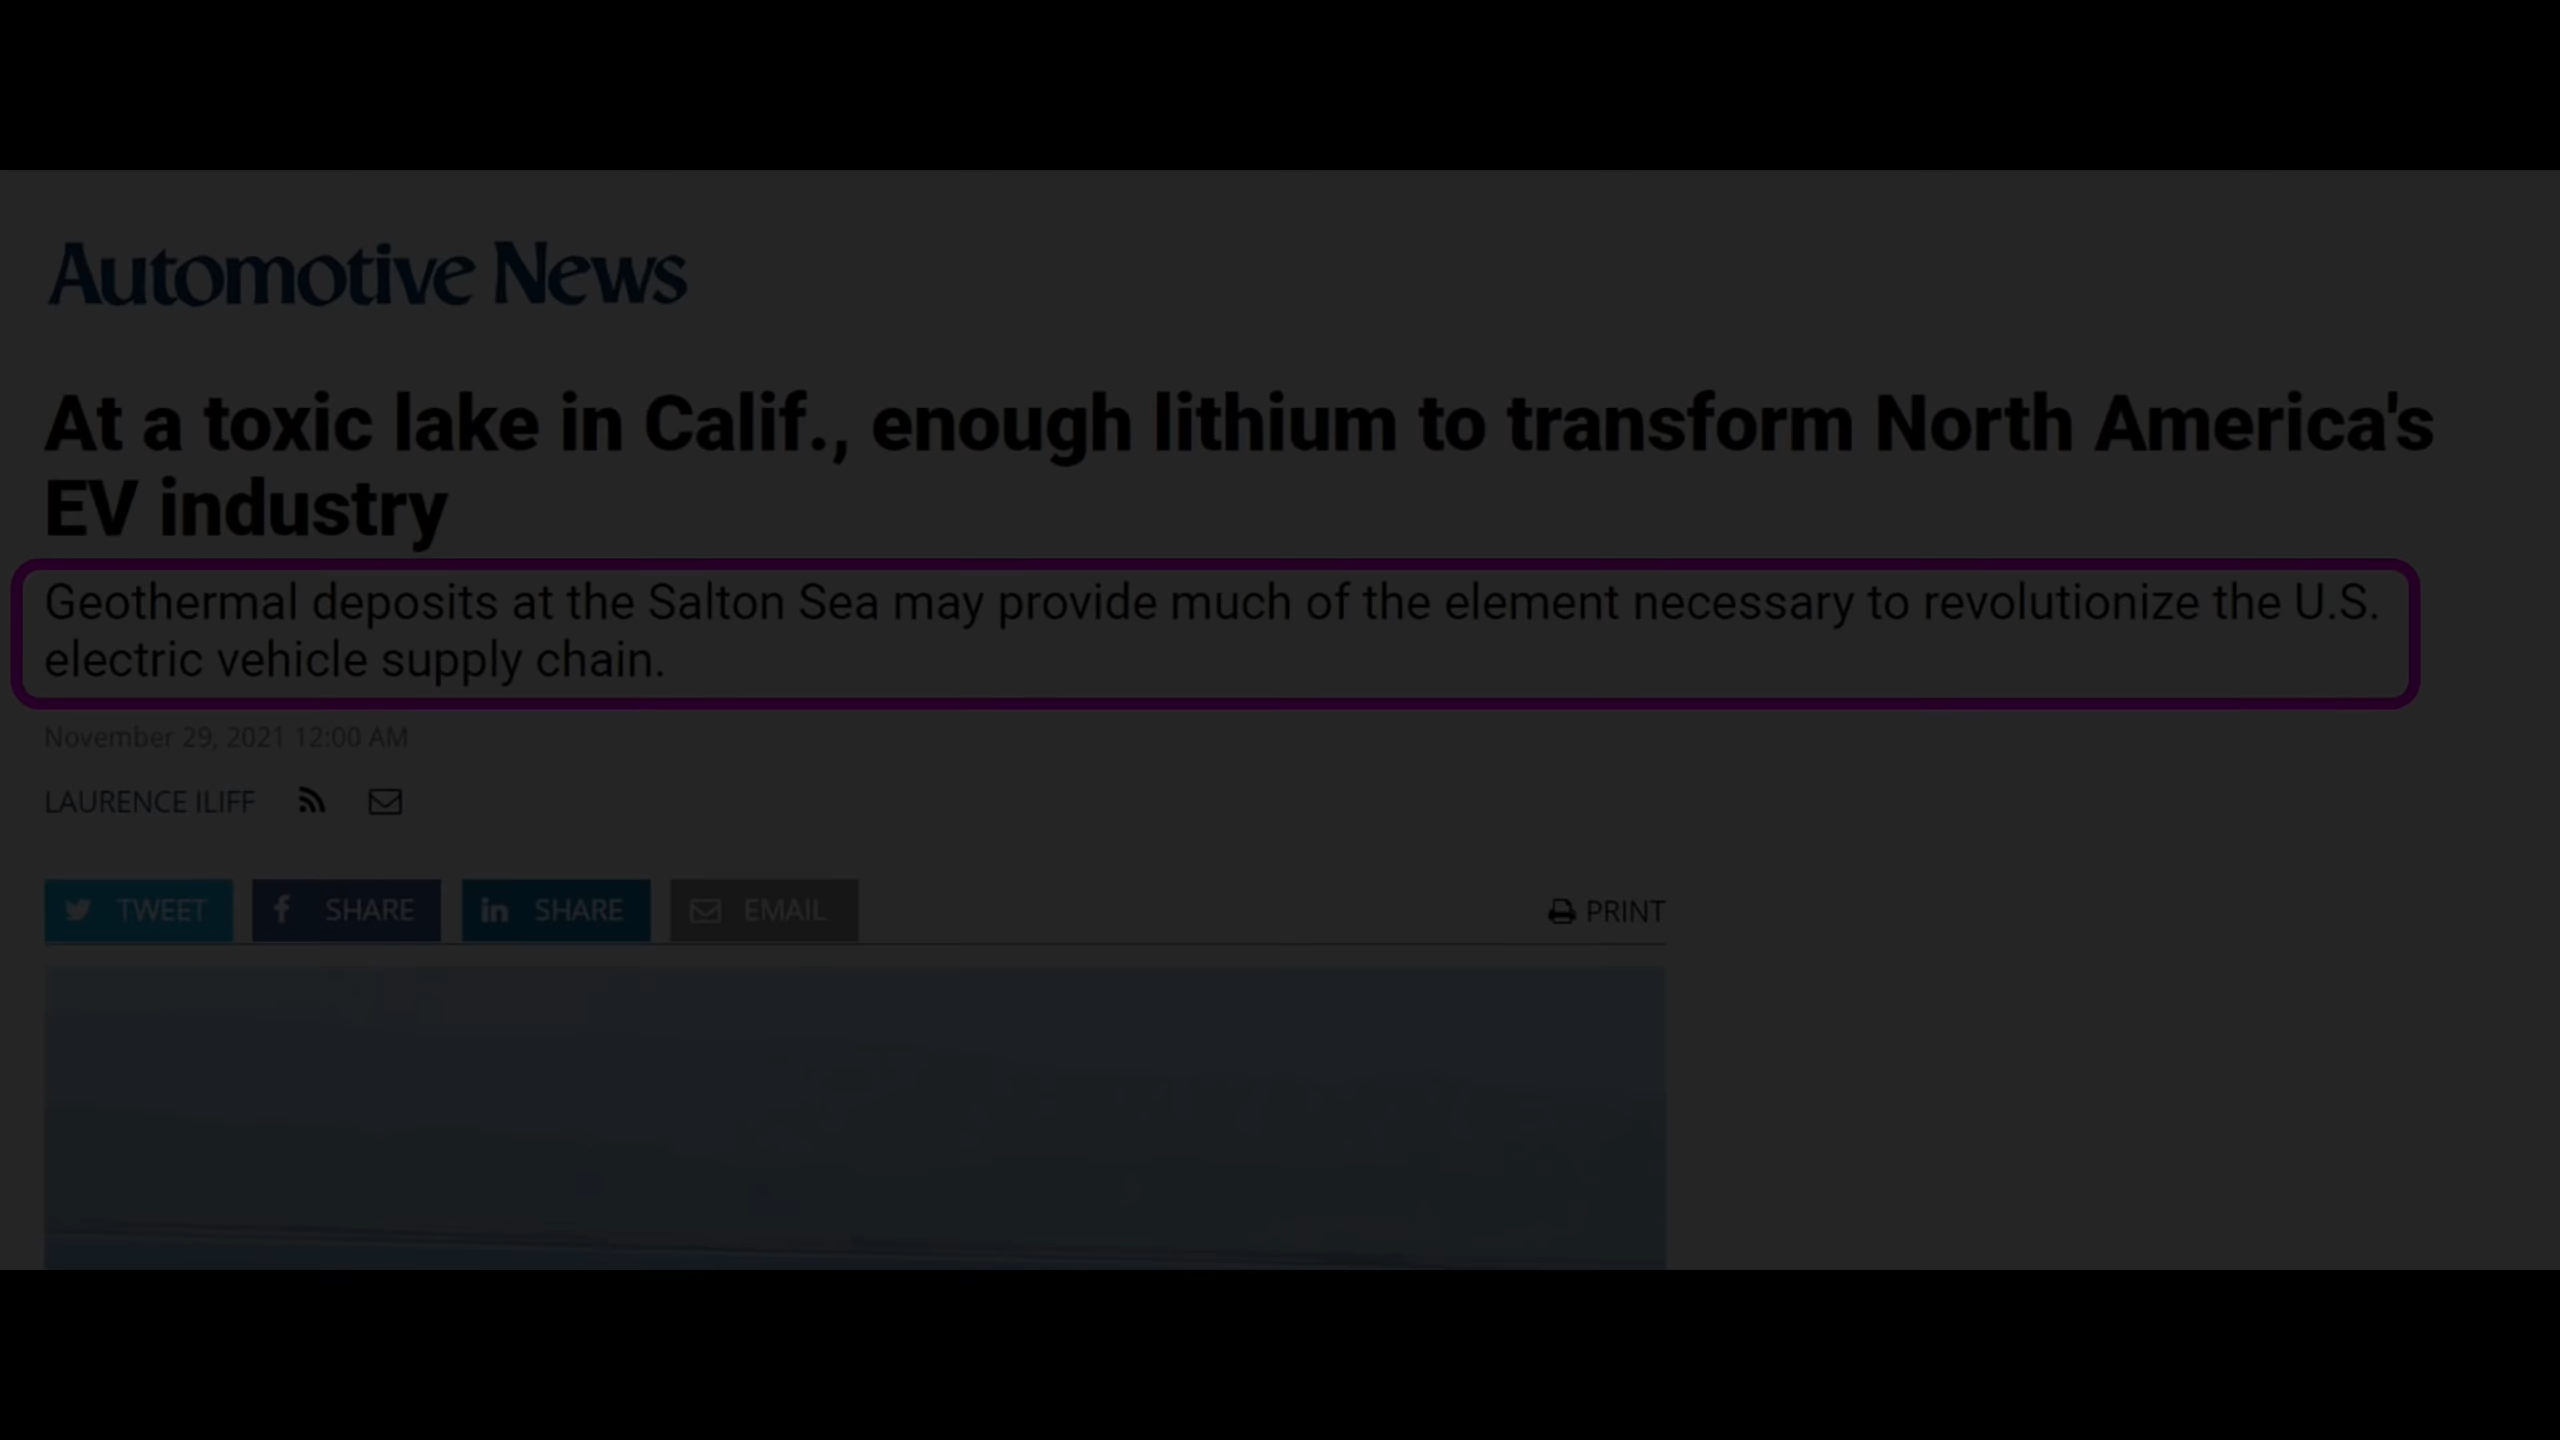 Automotive News
At a toxic lake in Calif., enough lithium to transform North America's
EV industry
Geothermal deposits at the Salton Sea may provide much of the element necessary to revolutionize the U.S.
electric vehicle supply chain.
November 29, 2021 12:00 AM
LAURENCE ILIFF
TWEET SHARE SHARE EMAIL PRINT